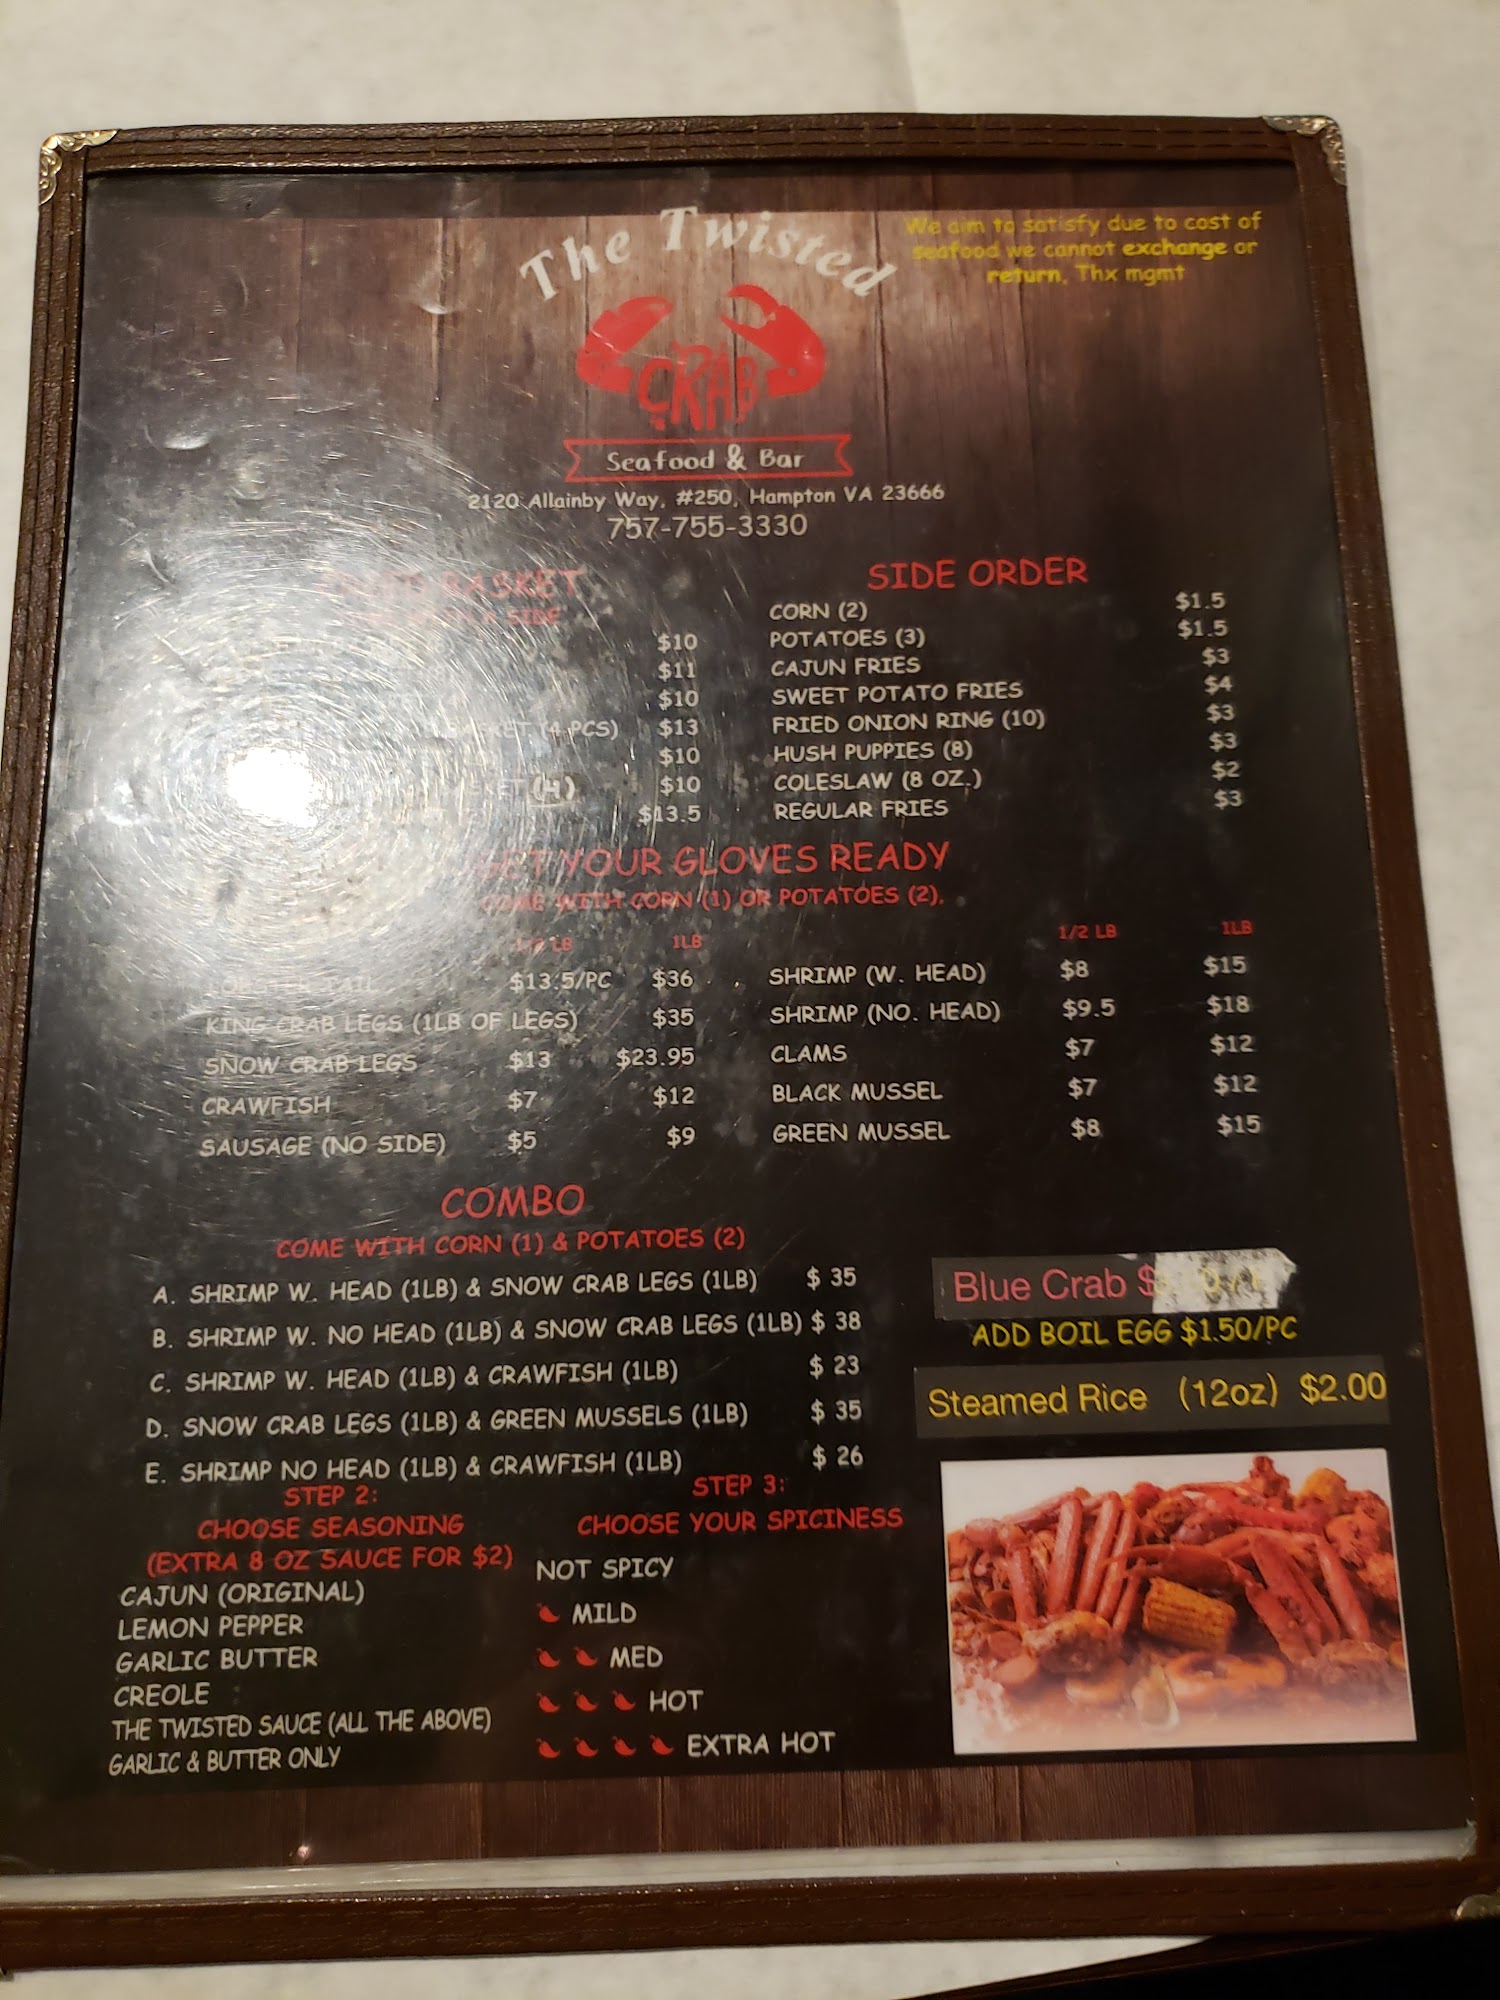 The Twisted
CRAB
Seafood & Bar
We aim to satisfy due to cost of
seafood we cannot exchange or
return, Thx mgmt
2120 Allainby Way, #250, Hampton VA 23666
757-755-3330
BASKET
SIDE
$10
$11
$10
(4 PCS) $13
$10
(4) $10
$13.5
SIDE ORDER
CORN (2) $1.5
POTATOES (3) $1.5
CAJUN FRIES $3
SWEET POTATO FRIES $4
FRIED ONION RING (10) $3
HUSH PUPPIES (8) $3
COLESLAW (8 OZ.) $2
REGULAR FRIES $3
GET YOUR GLOVES READY
COME WITH CORN (1) OR POTATOES (2).
1/2 LB 1LB
TAIL $13.5/PC $36
KING CRAB LEGS (1LB OF LEGS) $35
SNOW CRAB LEGS $13 $23.95
CRAWFISH $7 $12
SAUSAGE (NO SIDE) $5 $9
1/2 LB 1LB
SHRIMP (W. HEAD) $8 $15
SHRIMP (NO. HEAD) $9.5 $18
CLAMS $7 $12
BLACK MUSSEL $7 $12
GREEN MUSSEL $8 $15
COMBO
COME WITH CORN (1) & POTATOES (2)
A. SHRIMP W. HEAD (1LB) & SNOW CRAB LEGS (1LB) $ 35
B. SHRIMP W. NO HEAD (1LB) & SNOW CRAB LEGS (1LB) $ 38
C. SHRIMP W. HEAD (1LB) & CRAWFISH (1LB) $ 23
D. SNOW CRAB LEGS (1LB) & GREEN MUSSELS (1LB) $ 35
E. SHRIMP NO HEAD (1LB) & CRAWFISH (1LB) $ 26
Blue Crab $
ADD BOIL EGG $1.50/PC
Steamed Rice (12oz) $2.00
STEP 2:
CHOOSE SEASONING
(EXTRA 8 OZ SAUCE FOR $2)
CAJUN (ORIGINAL)
LEMON PEPPER
GARLIC BUTTER
CREOLE
THE TWISTED SAUCE (ALL THE ABOVE)
GARLIC & BUTTER ONLY
STEP 3:
CHOOSE YOUR SPICINESS
NOT SPICY
MILD
MED
HOT
EXTRA HOT